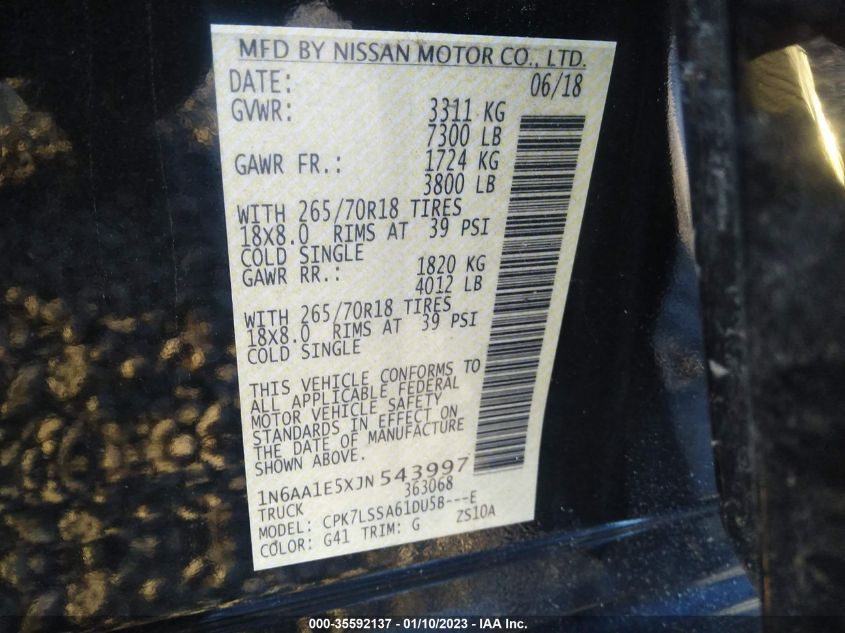 MFD BY NISSAN MOTOR CO., LTD.
DATE: 06/18
GVWR: 3311 KG
7300 LB
GAWR FR.: 1724 KG
3800 LB
WITH 265/70R18 TIRES
18X8.0 RIMS AT 39 PSI
COLD SINGLE
GAWR RR.: 1820 KG
4012 LB
WITH 265/70R18 TIRES
18X8.0 RIMS AT 39 PSI
COLD SINGLE
THIS VEHICLE CONFORMS TO
ALL APPLICABLE FEDERAL
MOTOR VEHICLE SAFETY
STANDARDS IN EFFECT ON
THE DATE OF MANUFACTURE
SHOWN ABOVE.
1N6AA1E5XJN 543997
TRUCK 363068
MODEL: CPK7LSSA61DU5B---E
COLOR: G41 TRIM: G ZS10A
000-35592137 - 01/10/2023 - IAA Inc.